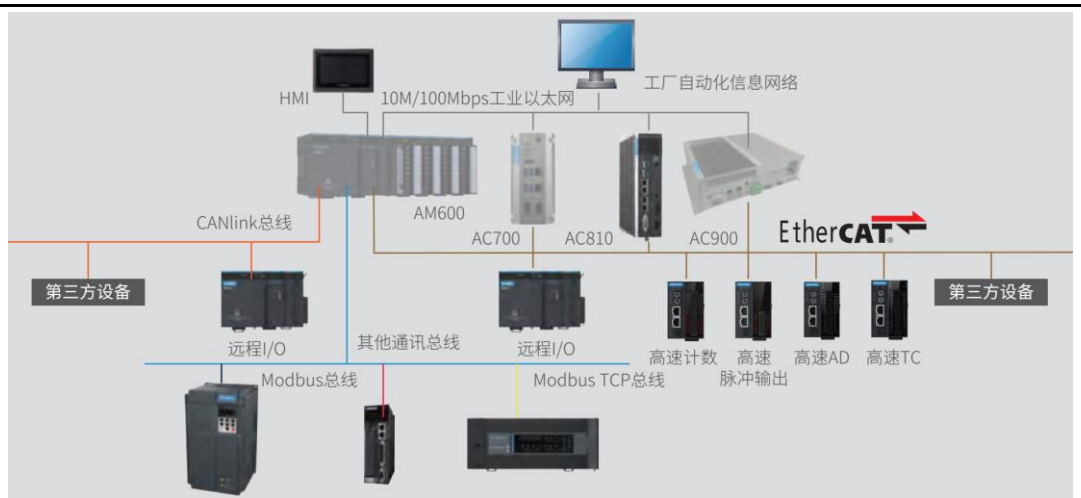 工厂自动化信息网络
HMI
10M/100Mbps工业以太网
AM600
CANlink总线
AC700
AC810
AC900
EtherCAT®
第三方设备
第三方设备
远程I/O
其他通讯总线
远程I/O
高速计数
高速
脉冲输出
高速AD
高速TC
Modbus总线
Modbus TCP总线